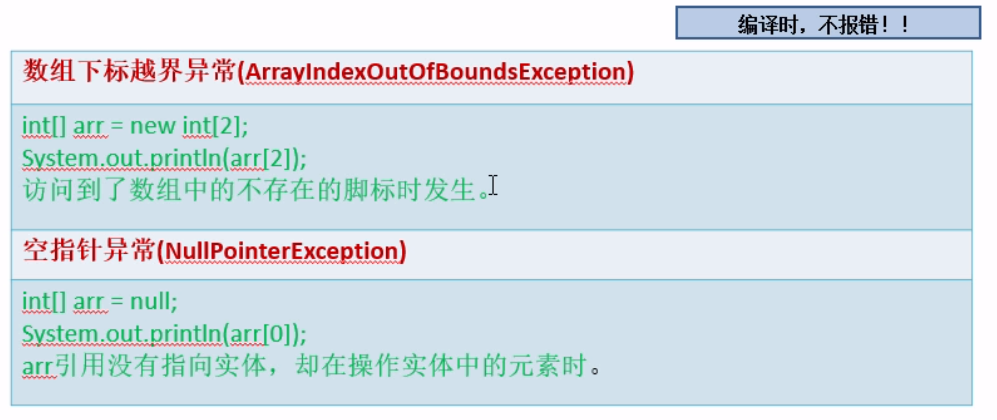 编译时，不报错！！
数组下标越界异常(ArrayIndexOutOfBoundsException)
int[] arr = new int[2];
System.out.println(arr[2]);
访问到了数组中的不存在的脚标时发生。
空指针异常(NullPointerException)
int[] arr = null;
System.out.println(arr[0]);
arr引用没有指向实体，却在操作实体中的元素时。